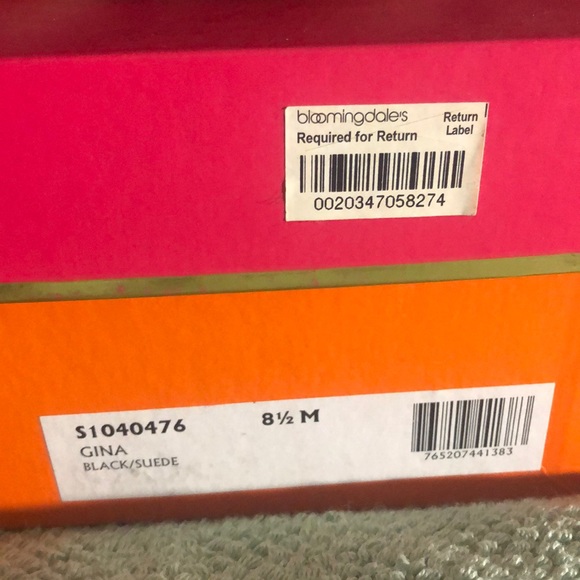 bloomingdale's Return
Required for Return Label
0020347058274
S1040476 8½ M
GINA
BLACK/SUEDE
765207441383